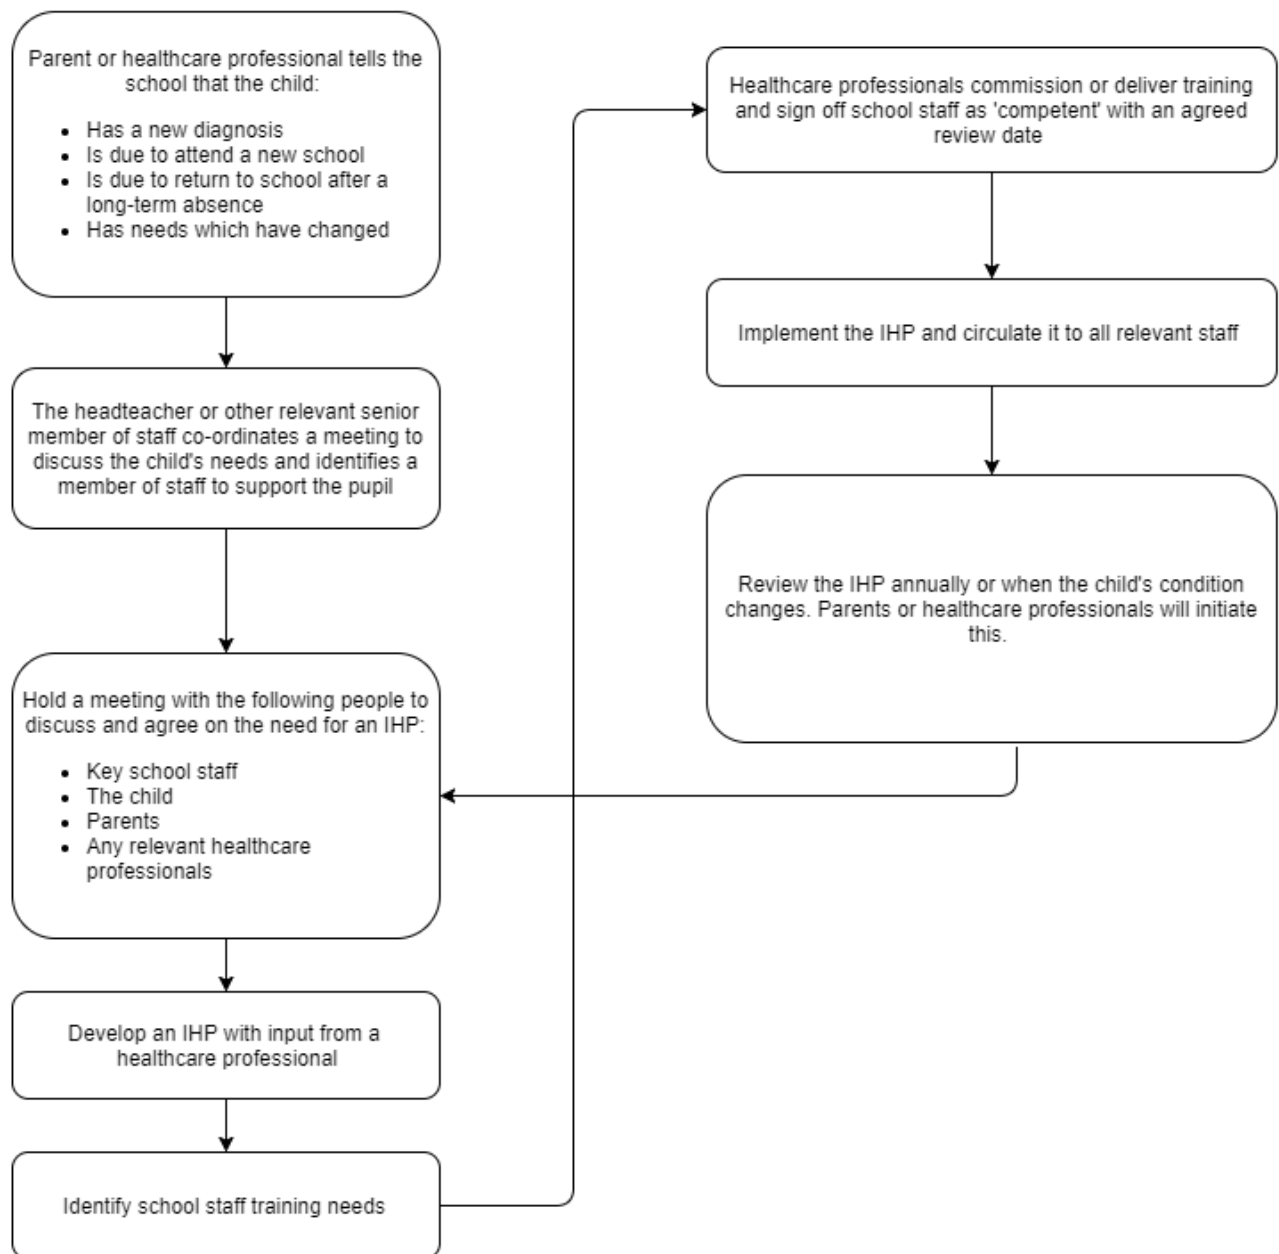 Parent or healthcare professional tells the
school that the child:
• Has a new diagnosis
• Is due to attend a new school
• Is due to return to school after a
long-term absence
• Has needs which have changed
The headteacher or other relevant senior
member of staff co-ordinates a meeting to
discuss the child's needs and identifies a
member of staff to support the pupil
Hold a meeting with the following people to
discuss and agree on the need for an IHP:
• Key school staff
• The child
• Parents
• Any relevant healthcare
professionals
Develop an IHP with input from a
healthcare professional
Identify school staff training needs
Healthcare professionals commission or deliver training
and sign off school staff as 'competent' with an agreed
review date
Implement the IHP and circulate it to all relevant staff
Review the IHP annually or when the child's condition
changes. Parents or healthcare professionals will initiate
this.